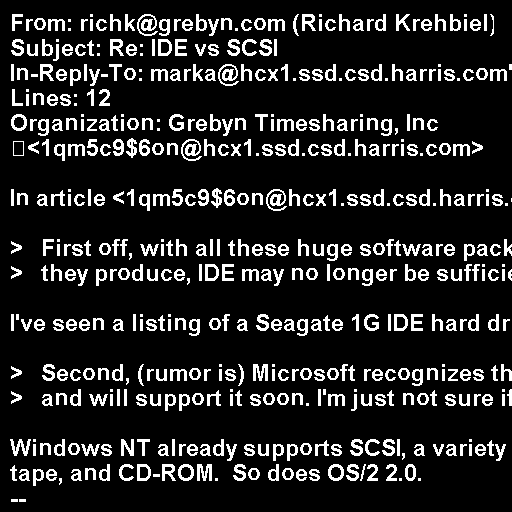 From: richk@grebyn.com (Richard Krehbiel)
Subject: Re: IDE vs SCSI
In-Reply-To: marka@hcx1.ssd.csd.harris.com'
Lines: 12
Organization: Grebyn Timesharing, Inc
<1qm5c9$6on@hcx1.ssd.csd.harris.com>

In article <1qm5c9$6on@hcx1.ssd.csd.harris.

>   First off, with all these huge software pack
>   they produce, IDE may no longer be sufficie

I've seen a listing of a Seagate 1G IDE hard dr

>   Second, (rumor is) Microsoft recognizes th
>   and will support it soon. I'm just not sure if

Windows NT already supports SCSI, a variety
tape, and CD-ROM.  So does OS/2 2.0.
--